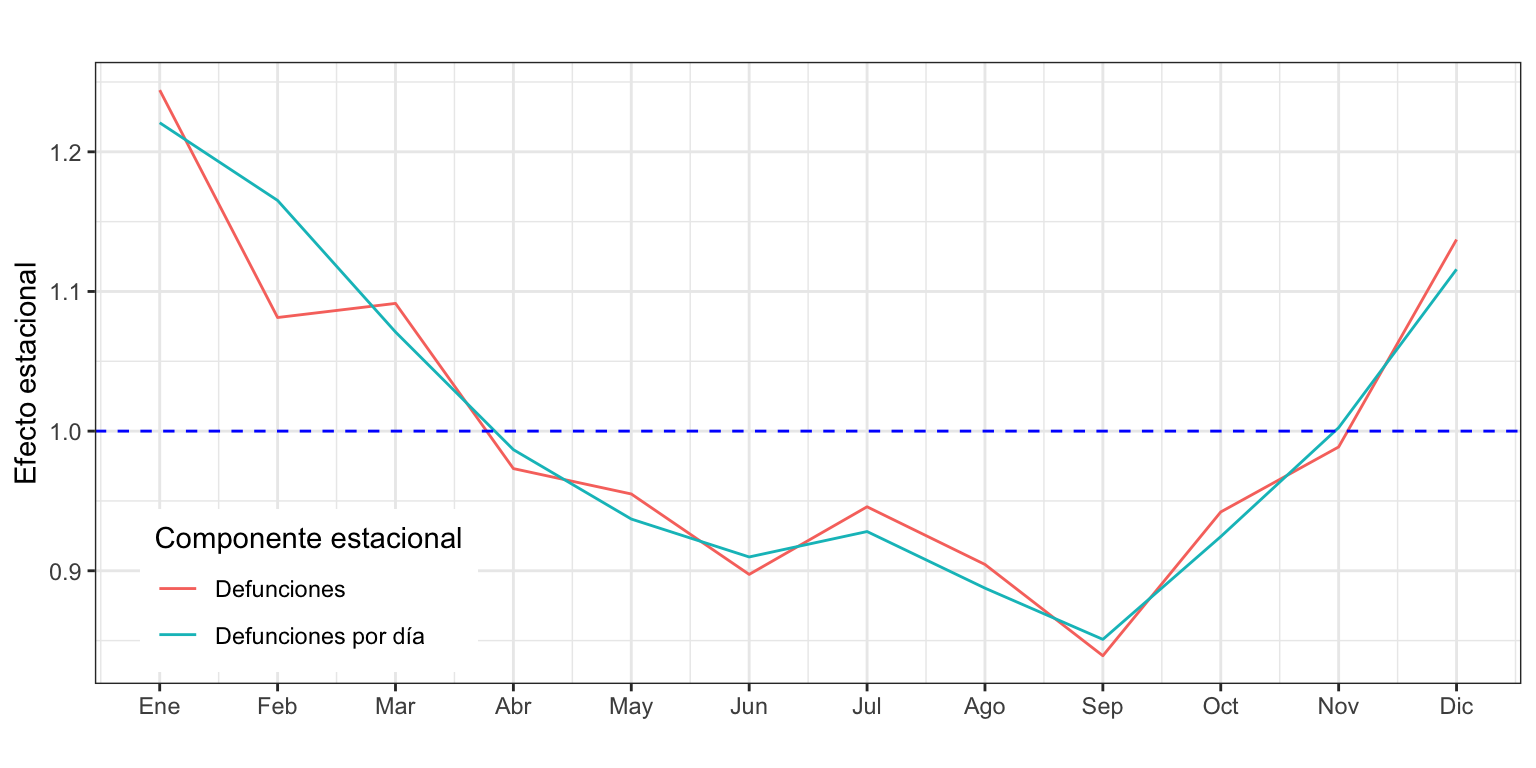 Efecto estacional
1.2
1.1
1.0
0.9
Componente estacional
Defunciones
Defunciones por día
Ene Feb Mar Abr May Jun Jul Ago Sep Oct Nov Dic